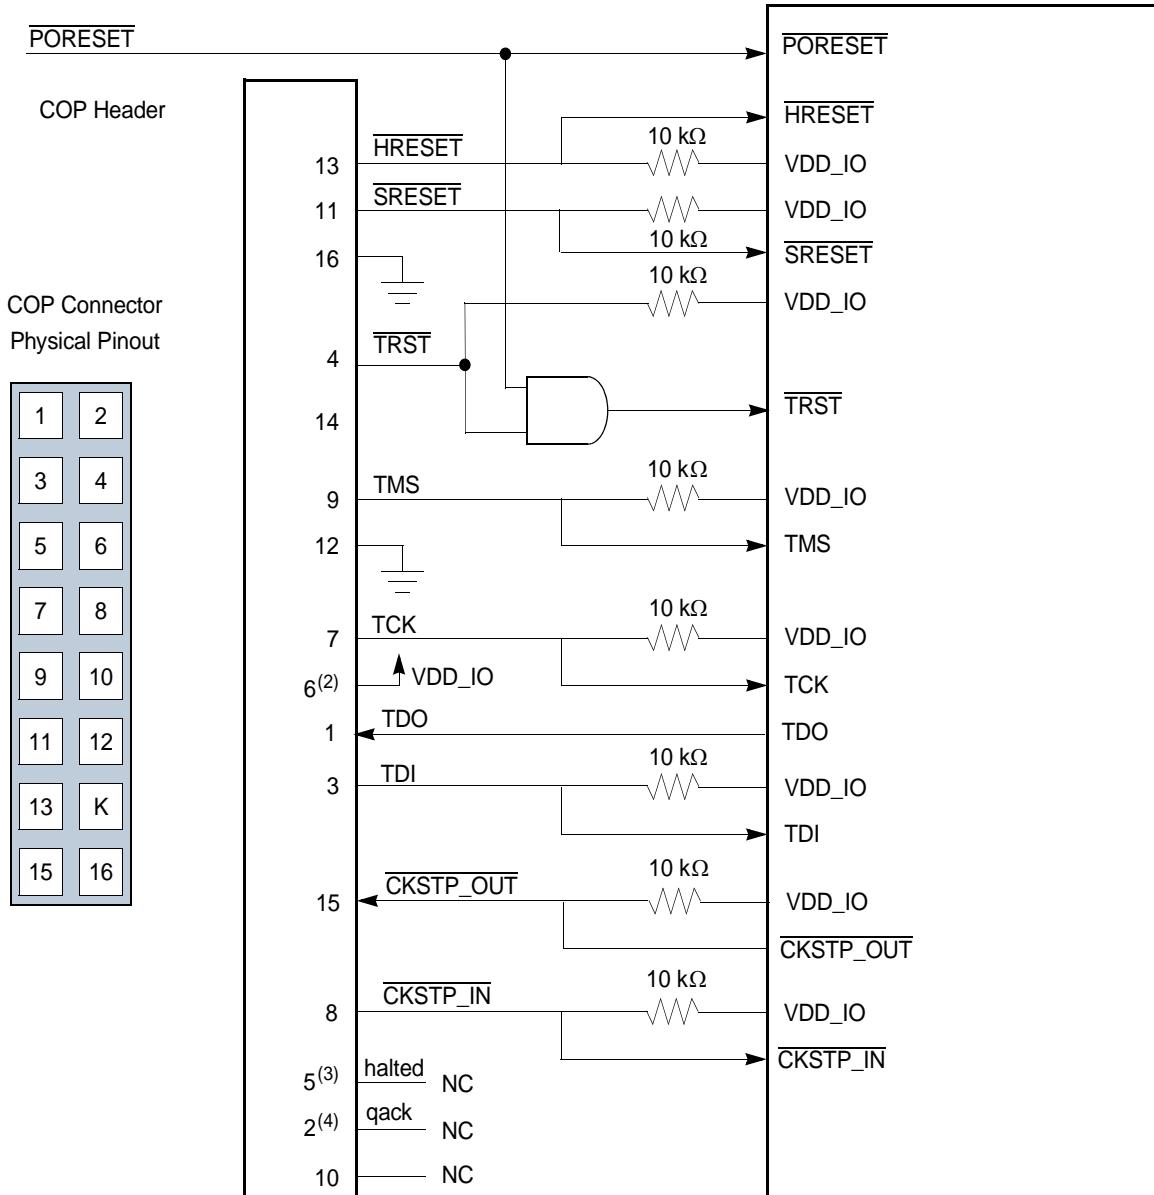 PORESET
PORESET
COP Header
HRESET
10 kΩ
13 HRESET VDD_IO
11 SRESET VDD_IO
10 kΩ
16 SRESET
10 kΩ
VDD_IO
COP Connector
Physical Pinout
4 TRST
TRST
14
1 2
3 4
5 6
7 8
9 10
11 12
13 K
15 16
10 kΩ
9 TMS VDD_IO
12 TMS
10 kΩ
7 TCK VDD_IO
6(2) VDD_IO TCK
1 TDO TDO
10 kΩ
3 TDI VDD_IO
TDI
10 kΩ
15 CKSTP_OUT VDD_IO
CKSTP_OUT
10 kΩ
8 CKSTP_IN VDD_IO
CKSTP_IN
5(3) halted NC
2(4) qack NC
10 NC